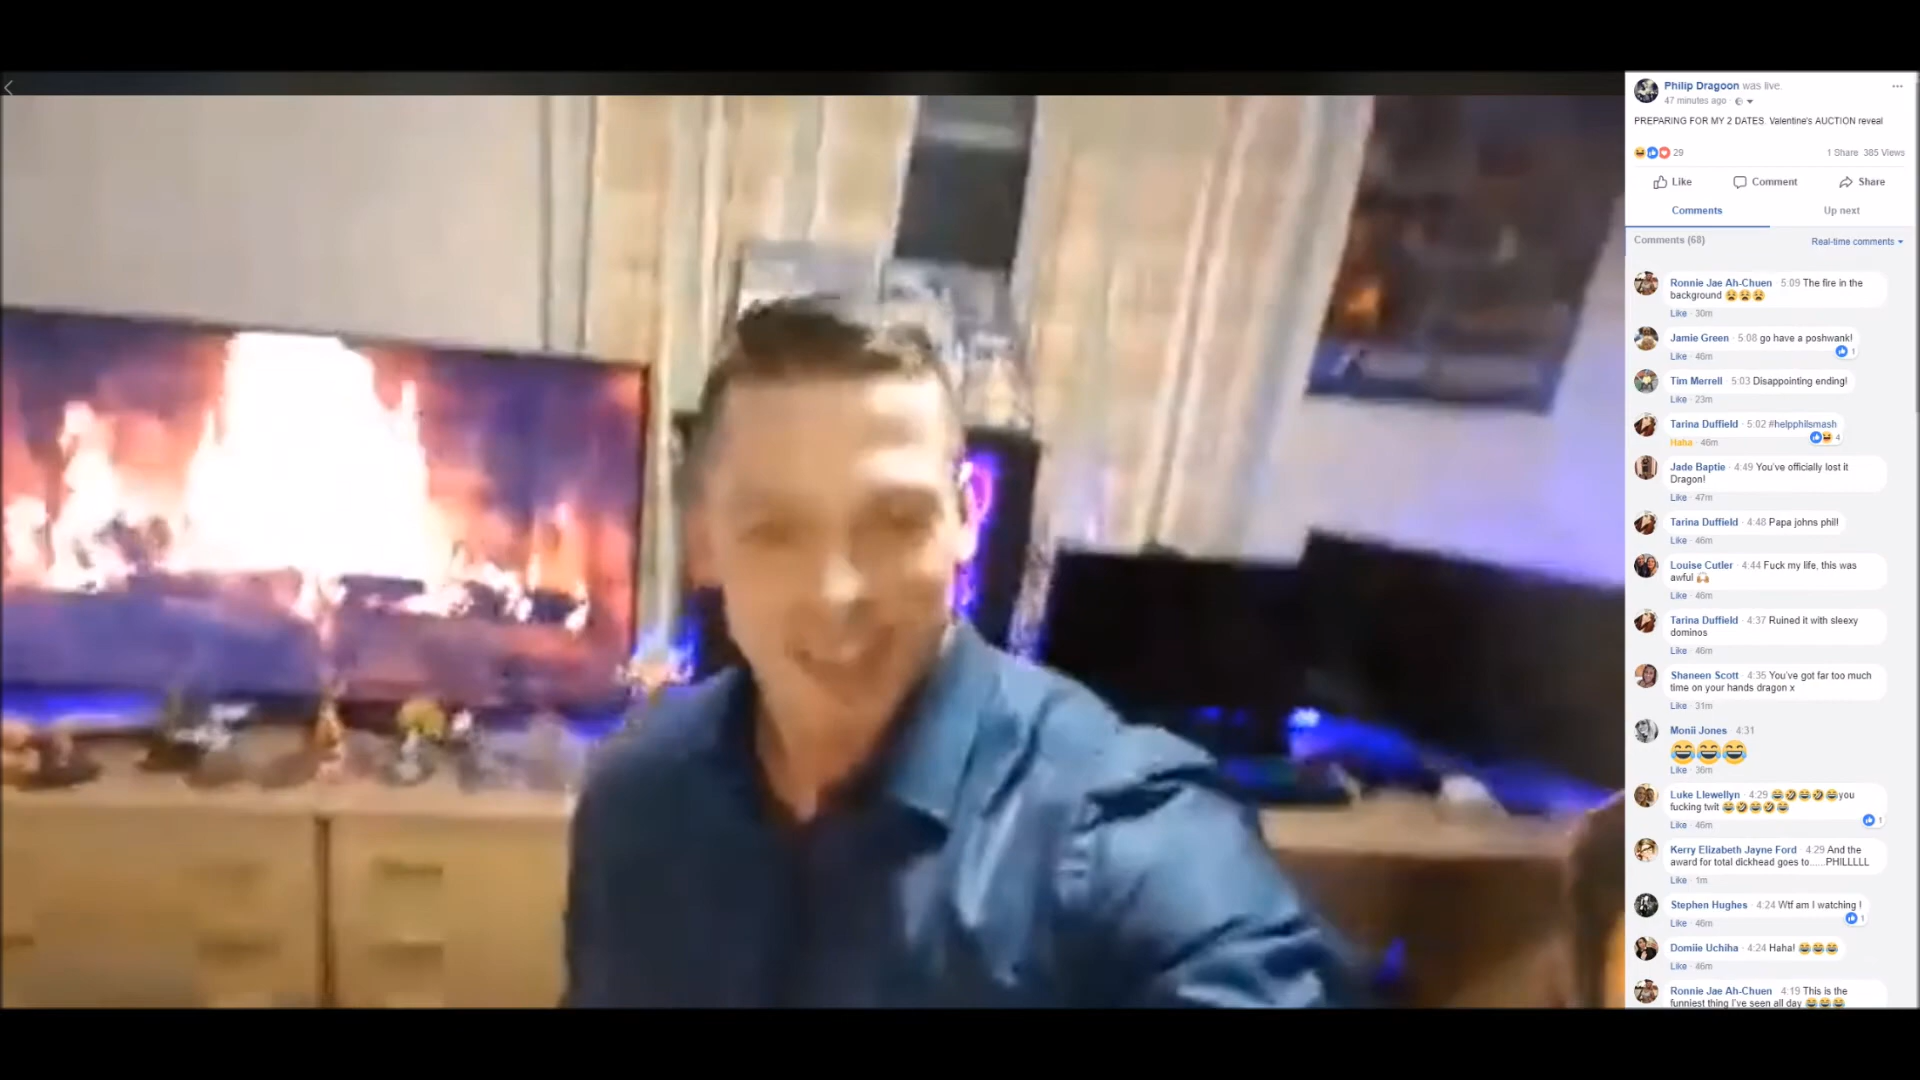 Philip Dragoon was live.
47 minutes ago
PREPARING FOR MY 2 DATES. Valentine's AUCTION reveal
29
1 Share 385 Views
Like Comment Share
Comments Up next
Comments (68)
Real-time comments
Ronnie Jae Ah-Chuen · 5:09 The fire in the
background 😫😫😫
Like · 30m
Jamie Green · 5:08 go have a poshwank!
1
Like · 46m
Tim Merrell · 5:03 Disappointing ending!
Like · 23m
Tarina Duffield · 5:02 #helpphilsmash
4
Haha · 46m
Jade Baptie · 4:49 You've officially lost it
Dragon!
Like · 47m
Tarina Duffield · 4:48 Papa johns phil!
Like · 46m
Louise Cutler · 4:44 Fuck my life, this was
awful 🙌
Like · 46m
Tarina Duffield · 4:37 Ruined it with sleexy
dominos
Like · 46m
Shaneen Scott · 4:35 You've got far too much
time on your hands dragon x
Like · 31m
Monii Jones · 4:31
😂😂😂
Like · 36m
Luke Llewellyn · 4:29 😂🤣😂🤣😂you
fucking twit 😂🤣😂🤣😂
1
Like · 46m
Kerry Elizabeth Jayne Ford · 4:29 And the
award for total dickhead goes to......PHILLLLL
Like · 1m
Stephen Hughes · 4:24 Wtf am I watching !
1
Like · 46m
Domiie Uchiha · 4:24 Haha! 😂😂😂
Like · 46m
Ronnie Jae Ah-Chuen · 4:19 This is the
funniest thing I've seen all day 😂😂😂